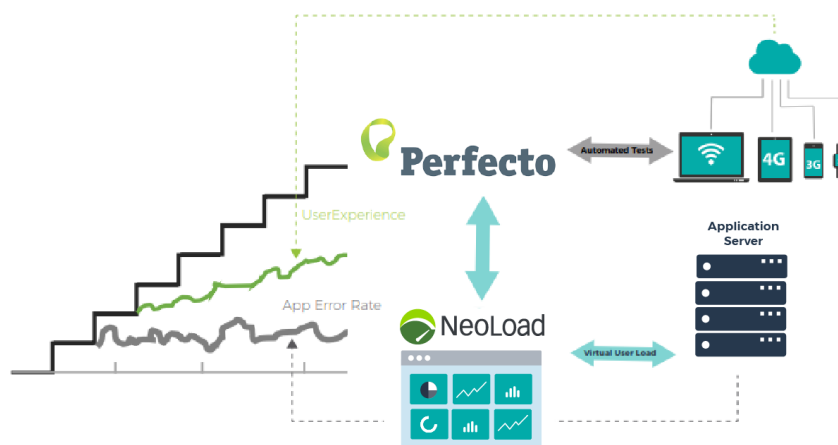 Perfecto
Automated Tests
4G
3G
UserExperience
Application
Server
App Error Rate
NeoLoad
Virtual User Load